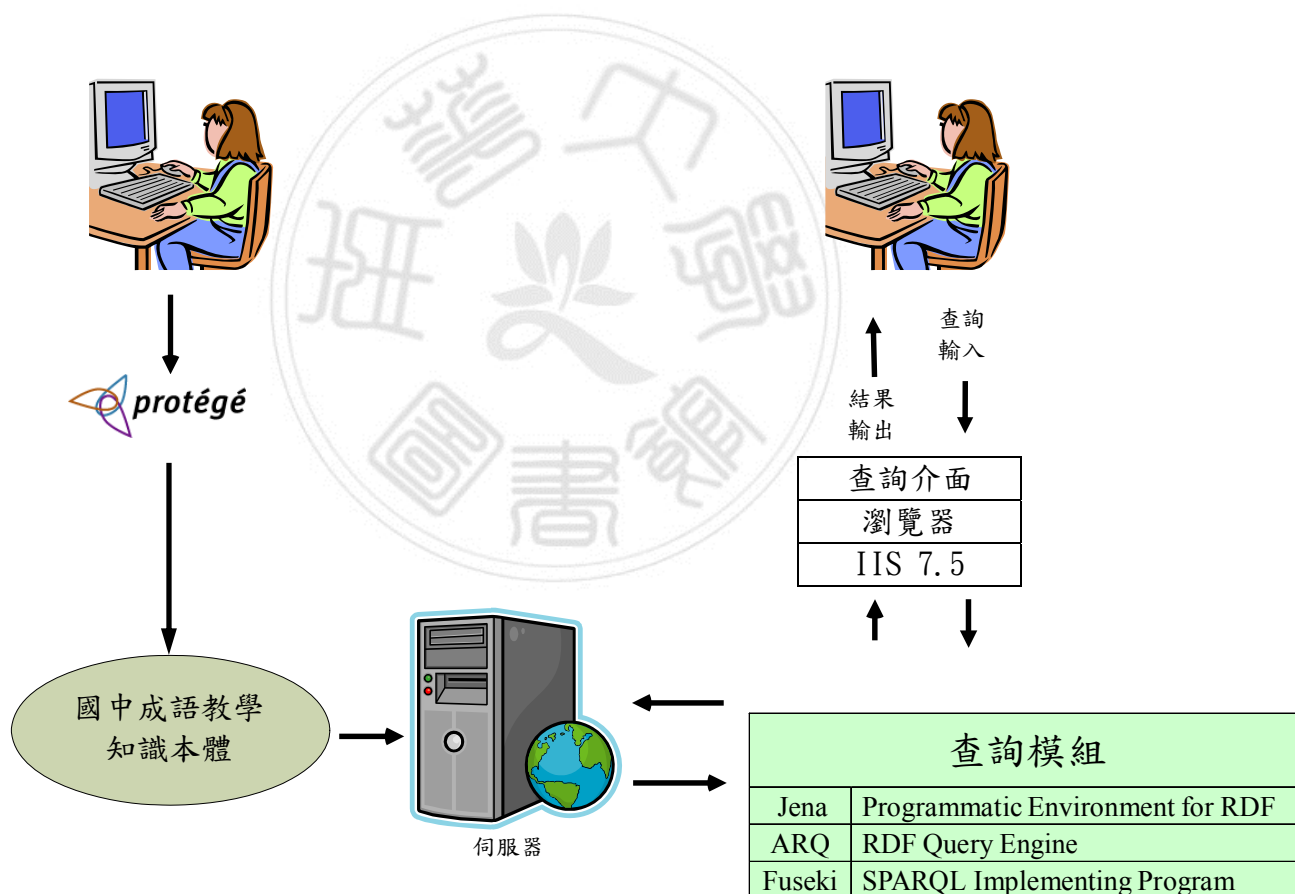 protégé
國中成語教學
知識本體
伺服器
查詢
輸入
結果
輸出
查詢介面
瀏覽器
IIS 7.5
查詢模組
Jena Programmatic Environment for RDF
ARQ RDF Query Engine
Fuseki SPARQL Implementing Program